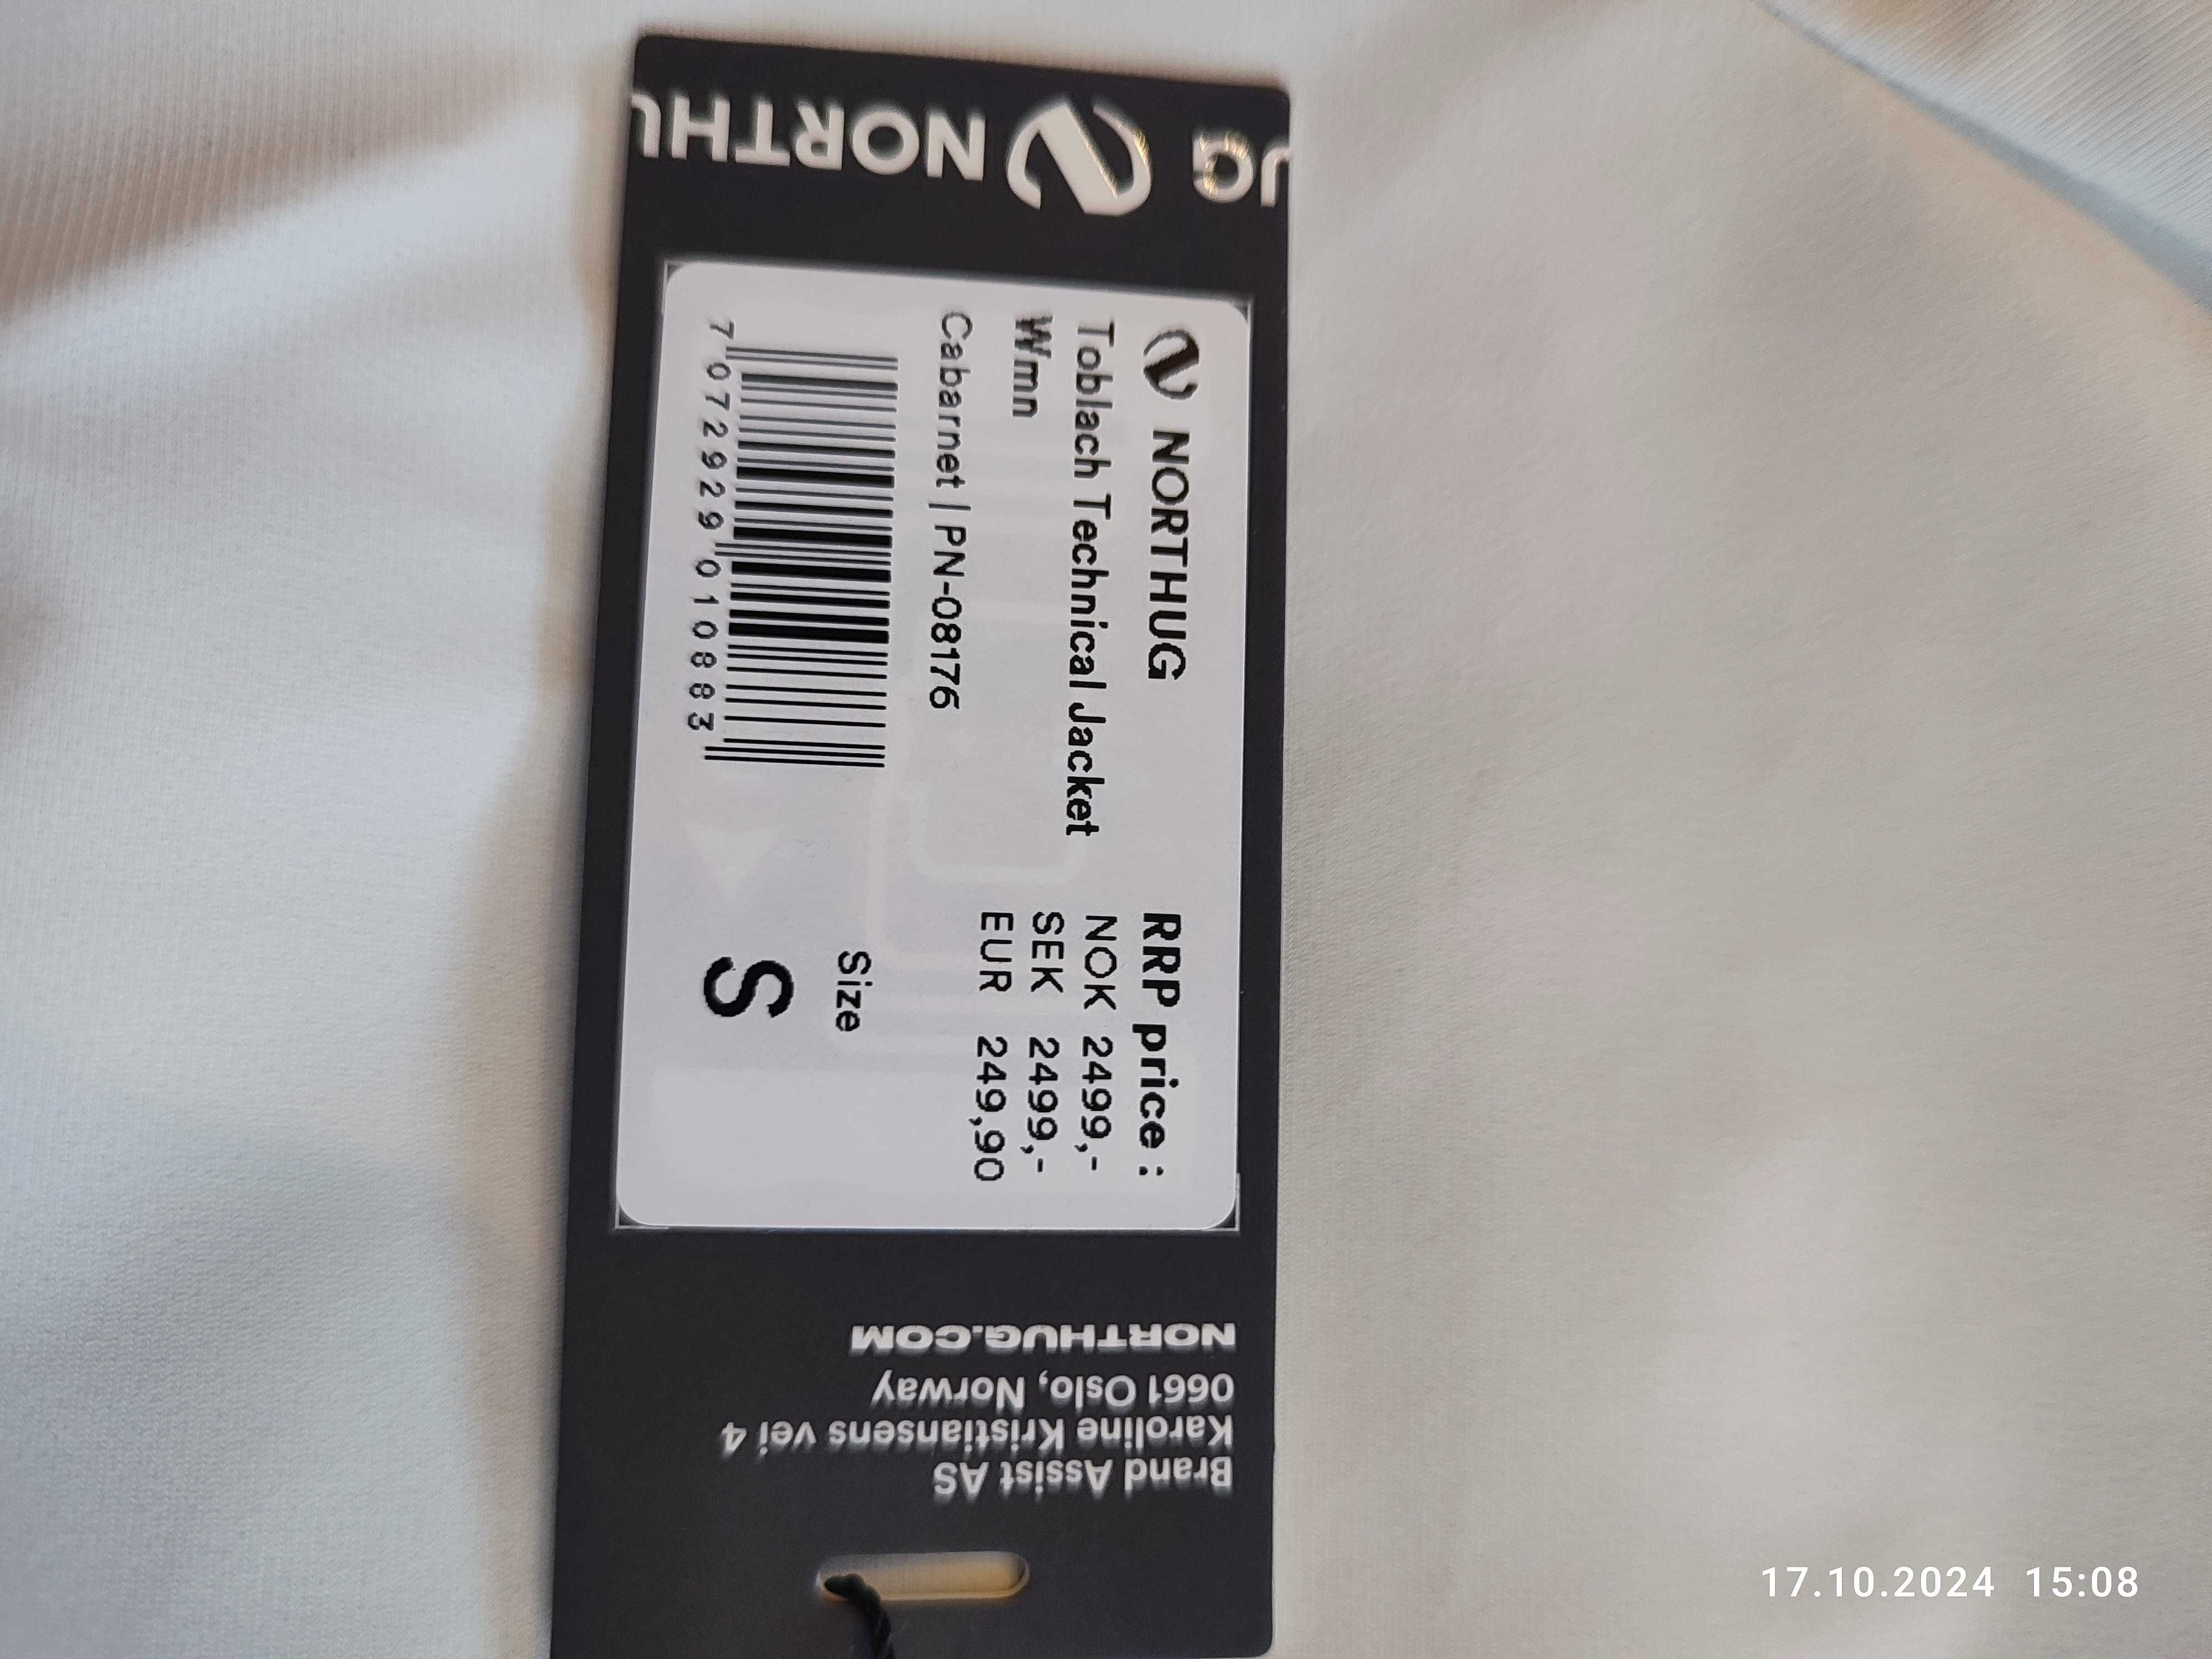 NORTHU
UG
NORTHUG
Toblach Technical Jacket
Wmn
Cabarnet | PN-08176
7 072929 010883
RRP price :
NOK 2499,-
SEK 2499,-
EUR 249,90
Size
S
Brand Assist AS
Karoline Kristiansens vei 4
0661 Oslo, Norway
NORTHUG.COM
17.10.2024 15:08